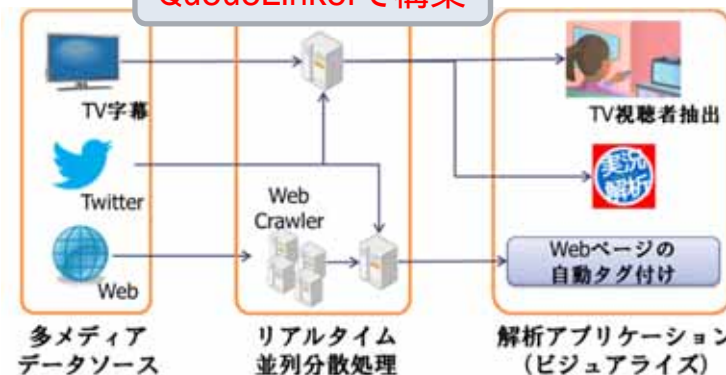 QueueLinkerで構築
TV字幕
Twitter
Web
Web
Crawler
TV視聴者抽出
実況
解析
Webページの
自動タグ付け
多メディア
データソース
リアルタイム
並列分散処理
解析アプリケーション
(ビジュアライズ)